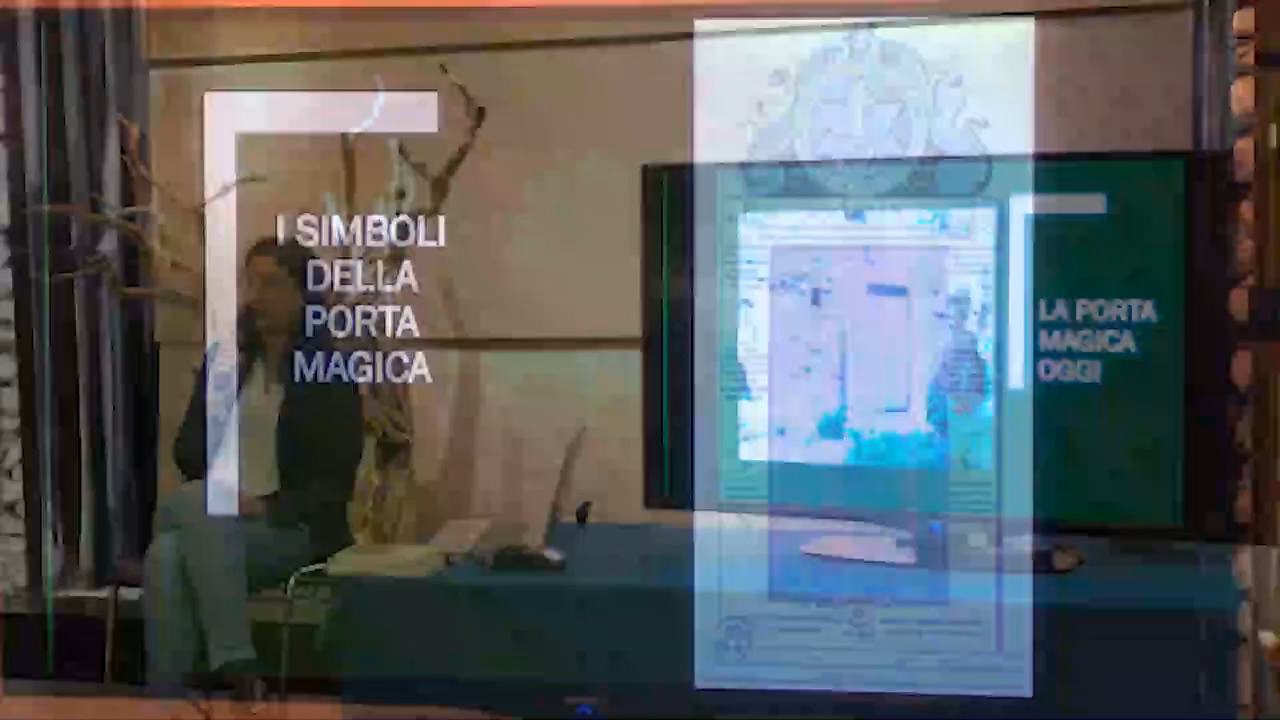 I SIMBOLI
DELLA
PORTA
MAGICA
LA PORTA
MAGICA
OGGI